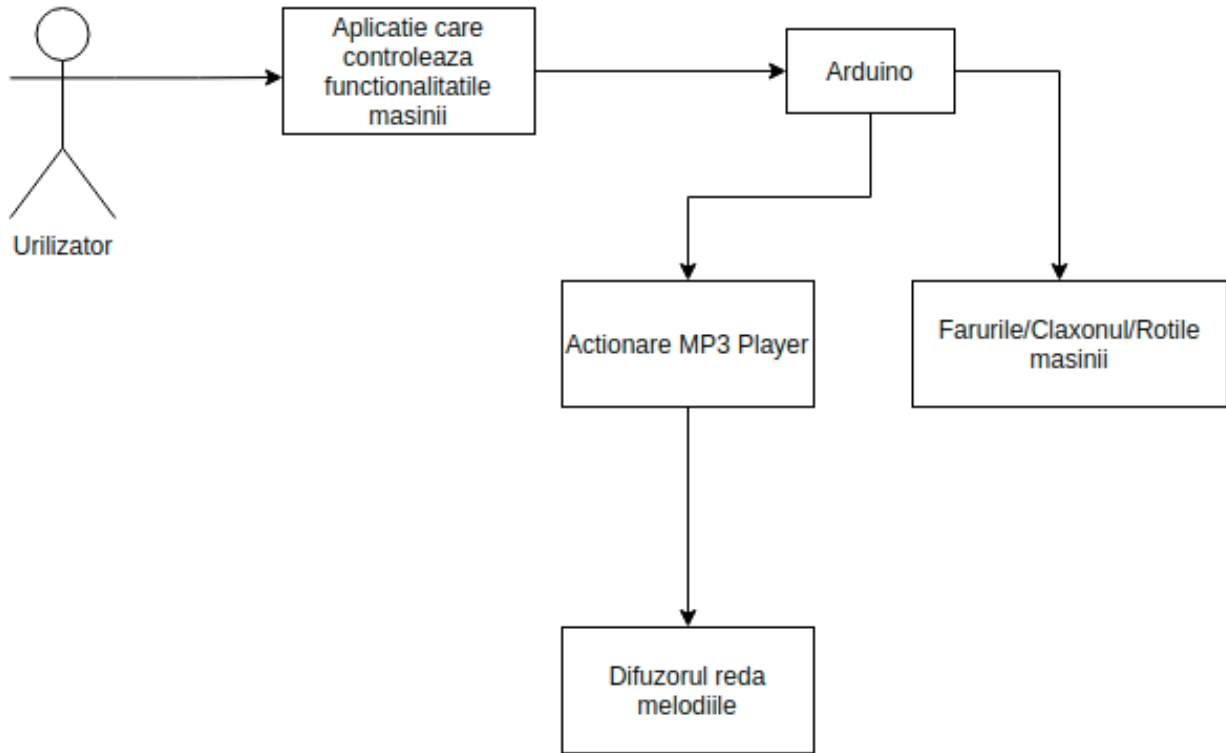 Aplicatie care
controleaza
functionalitatile
masinii
Arduino
Urilizator
Actionare MP3 Player
Farurile/Claxonul/Rotile
masinii
Difuzorul reda
melodiile